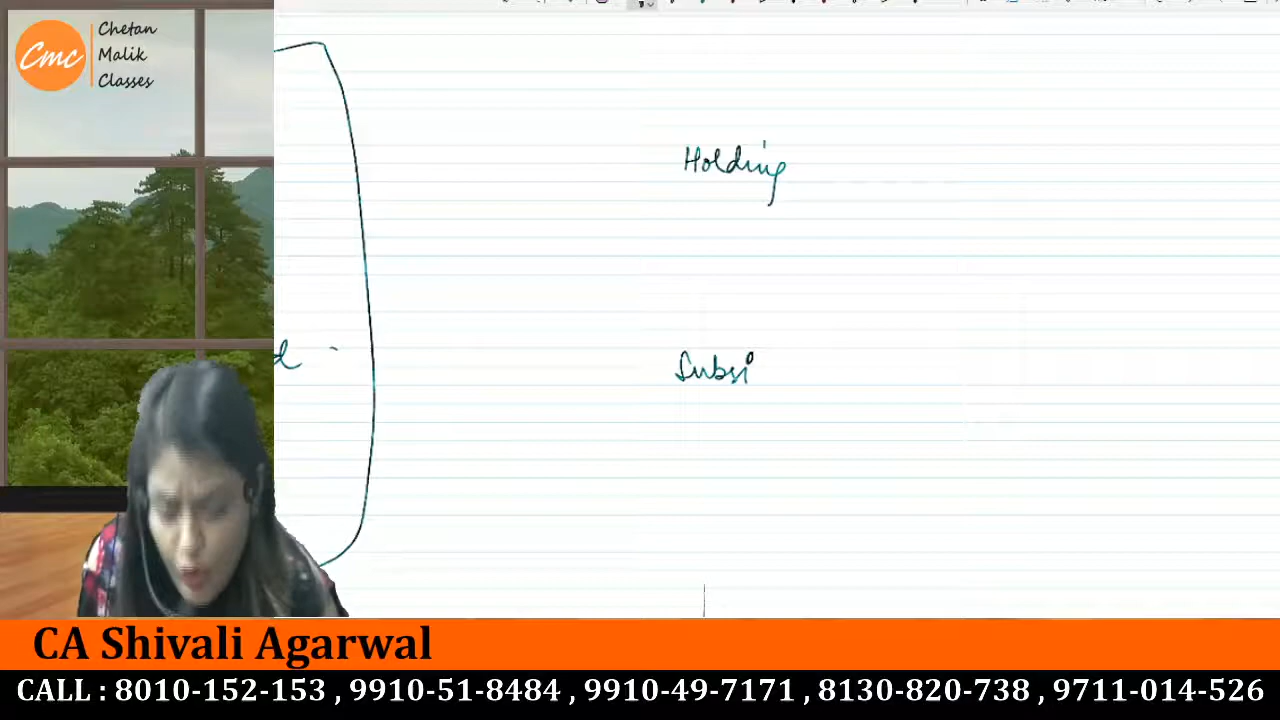 Cmc
Chetan
Malik
Classes
Holding
Subsi
CA Shivali Agarwal
CALL : 8010-152-153 , 9910-51-8484 , 9910-49-7171 , 8130-820-738 , 9711-014-526